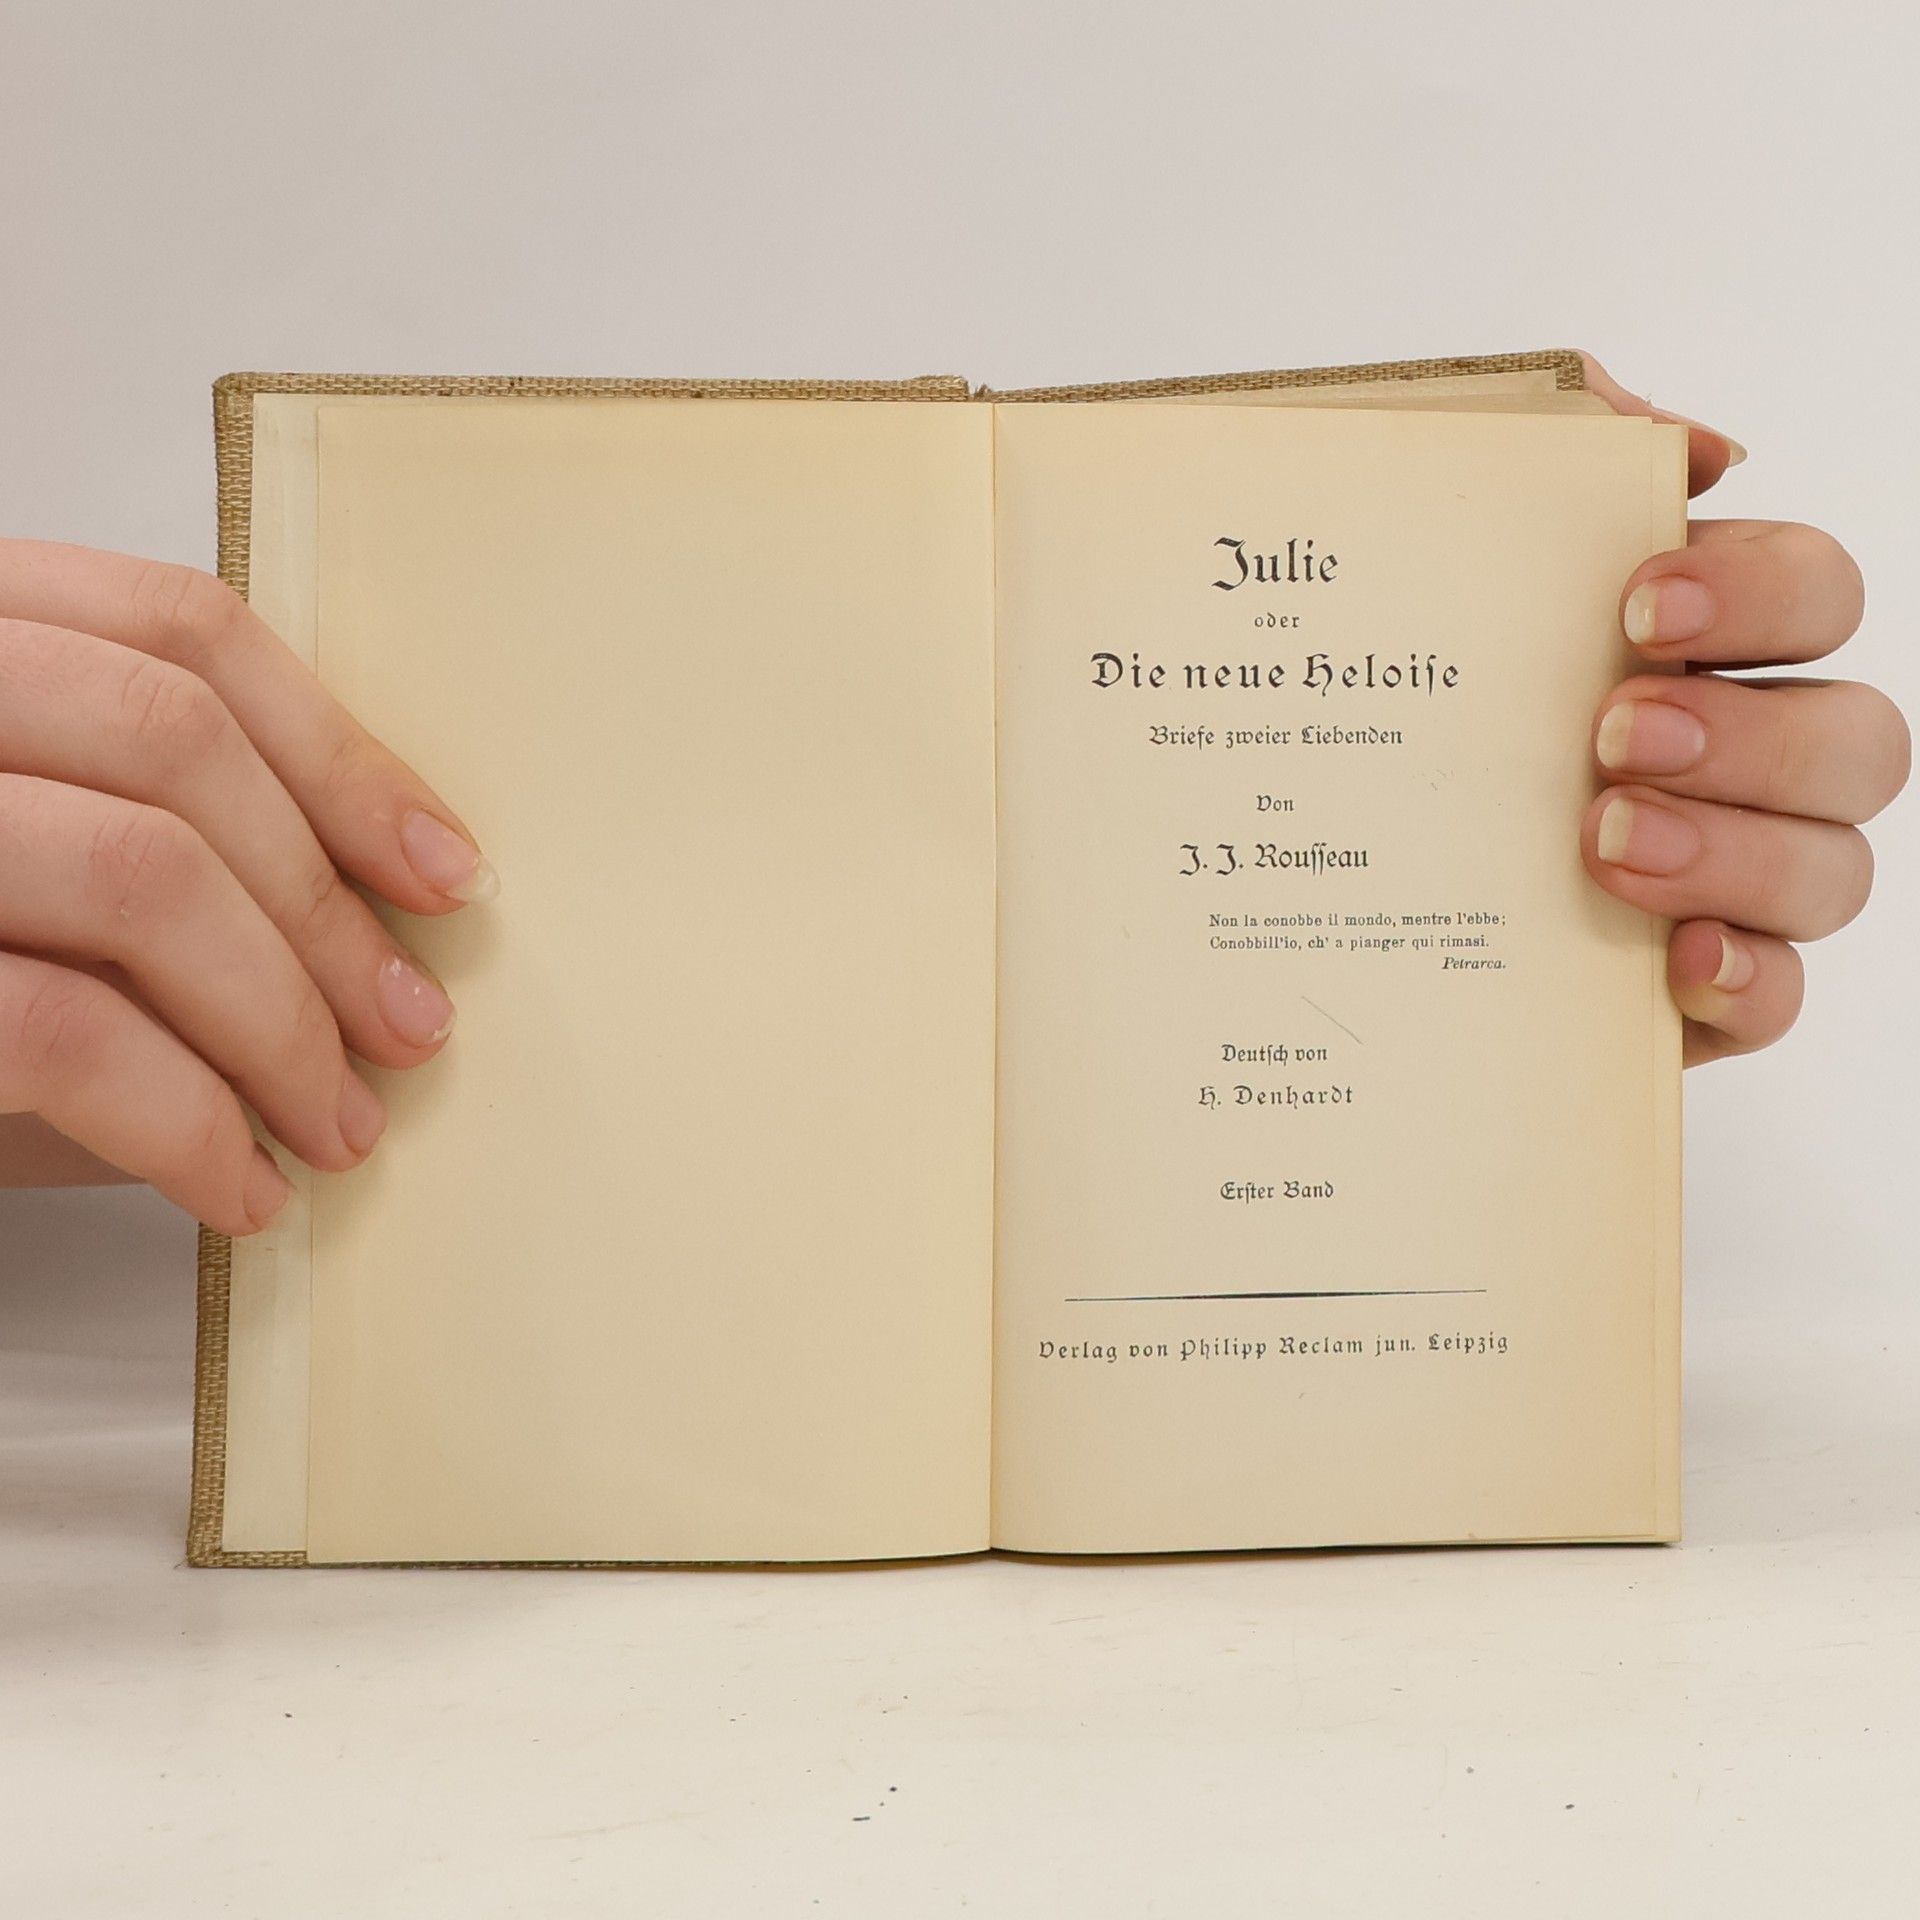 Julie
oder
Die neue Heloiſe
Briefe zweier Liebenden
Von
J. J. Rouſſeau
Non la conobbe il mondo, mentre l'ebbe;
Conobbill'io, ch' a pianger qui rimasi.
Petrarca.
Deutſch von
H. Denhardt
Erſter Band
Verlag von Philipp Reclam jun. Leipzig